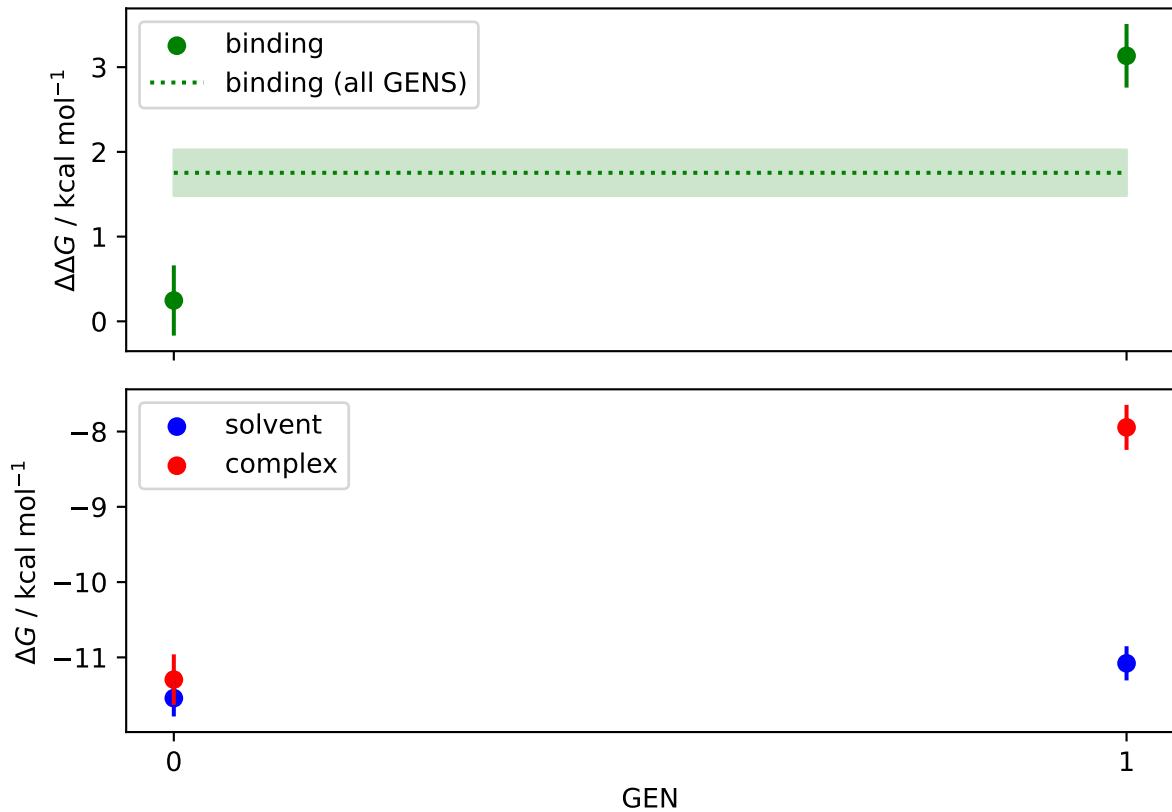 binding
binding (all GENS)
3
2
1
0
ΔΔG / kcal mol⁻¹
solvent
complex
−8
−9
−10
−11
ΔG / kcal mol⁻¹
0
1
GEN